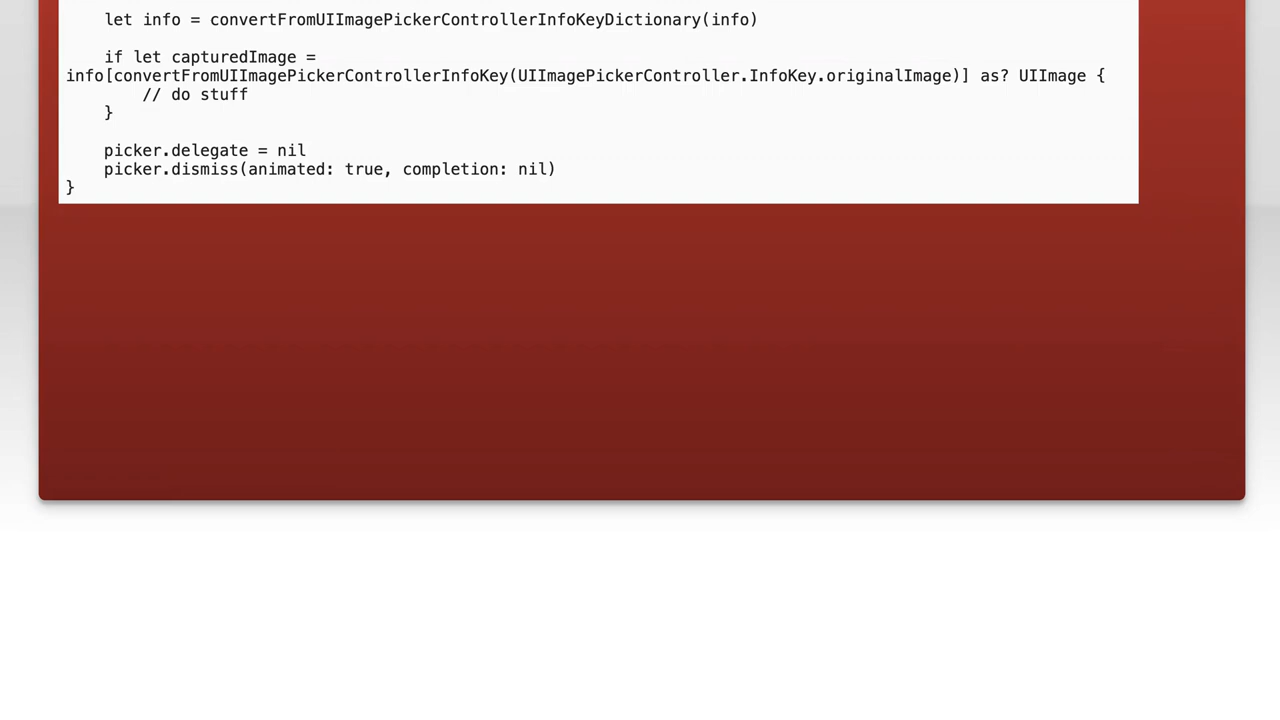 let info = convertFromUIImagePickerControllerInfoKeyDictionary(info)
if let capturedImage =
info[convertFromUIImagePickerControllerInfoKey(UIImagePickerController.InfoKey.originalImage)] as? UIImage {
// do stuff
}
picker.delegate = nil
picker.dismiss(animated: true, completion: nil)
}